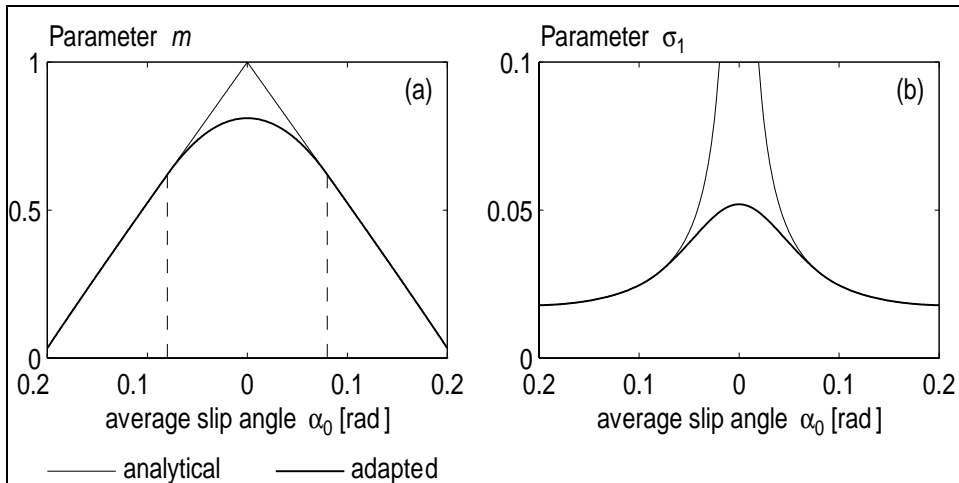 Parameter m
(a)
1
0.5
0
0.2 0.1 0 0.1 0.2
average slip angle α0 [rad]
Parameter σ1
(b)
0.1
0.05
0
0.2 0.1 0 0.1 0.2
average slip angle α0 [rad]
analytical adapted